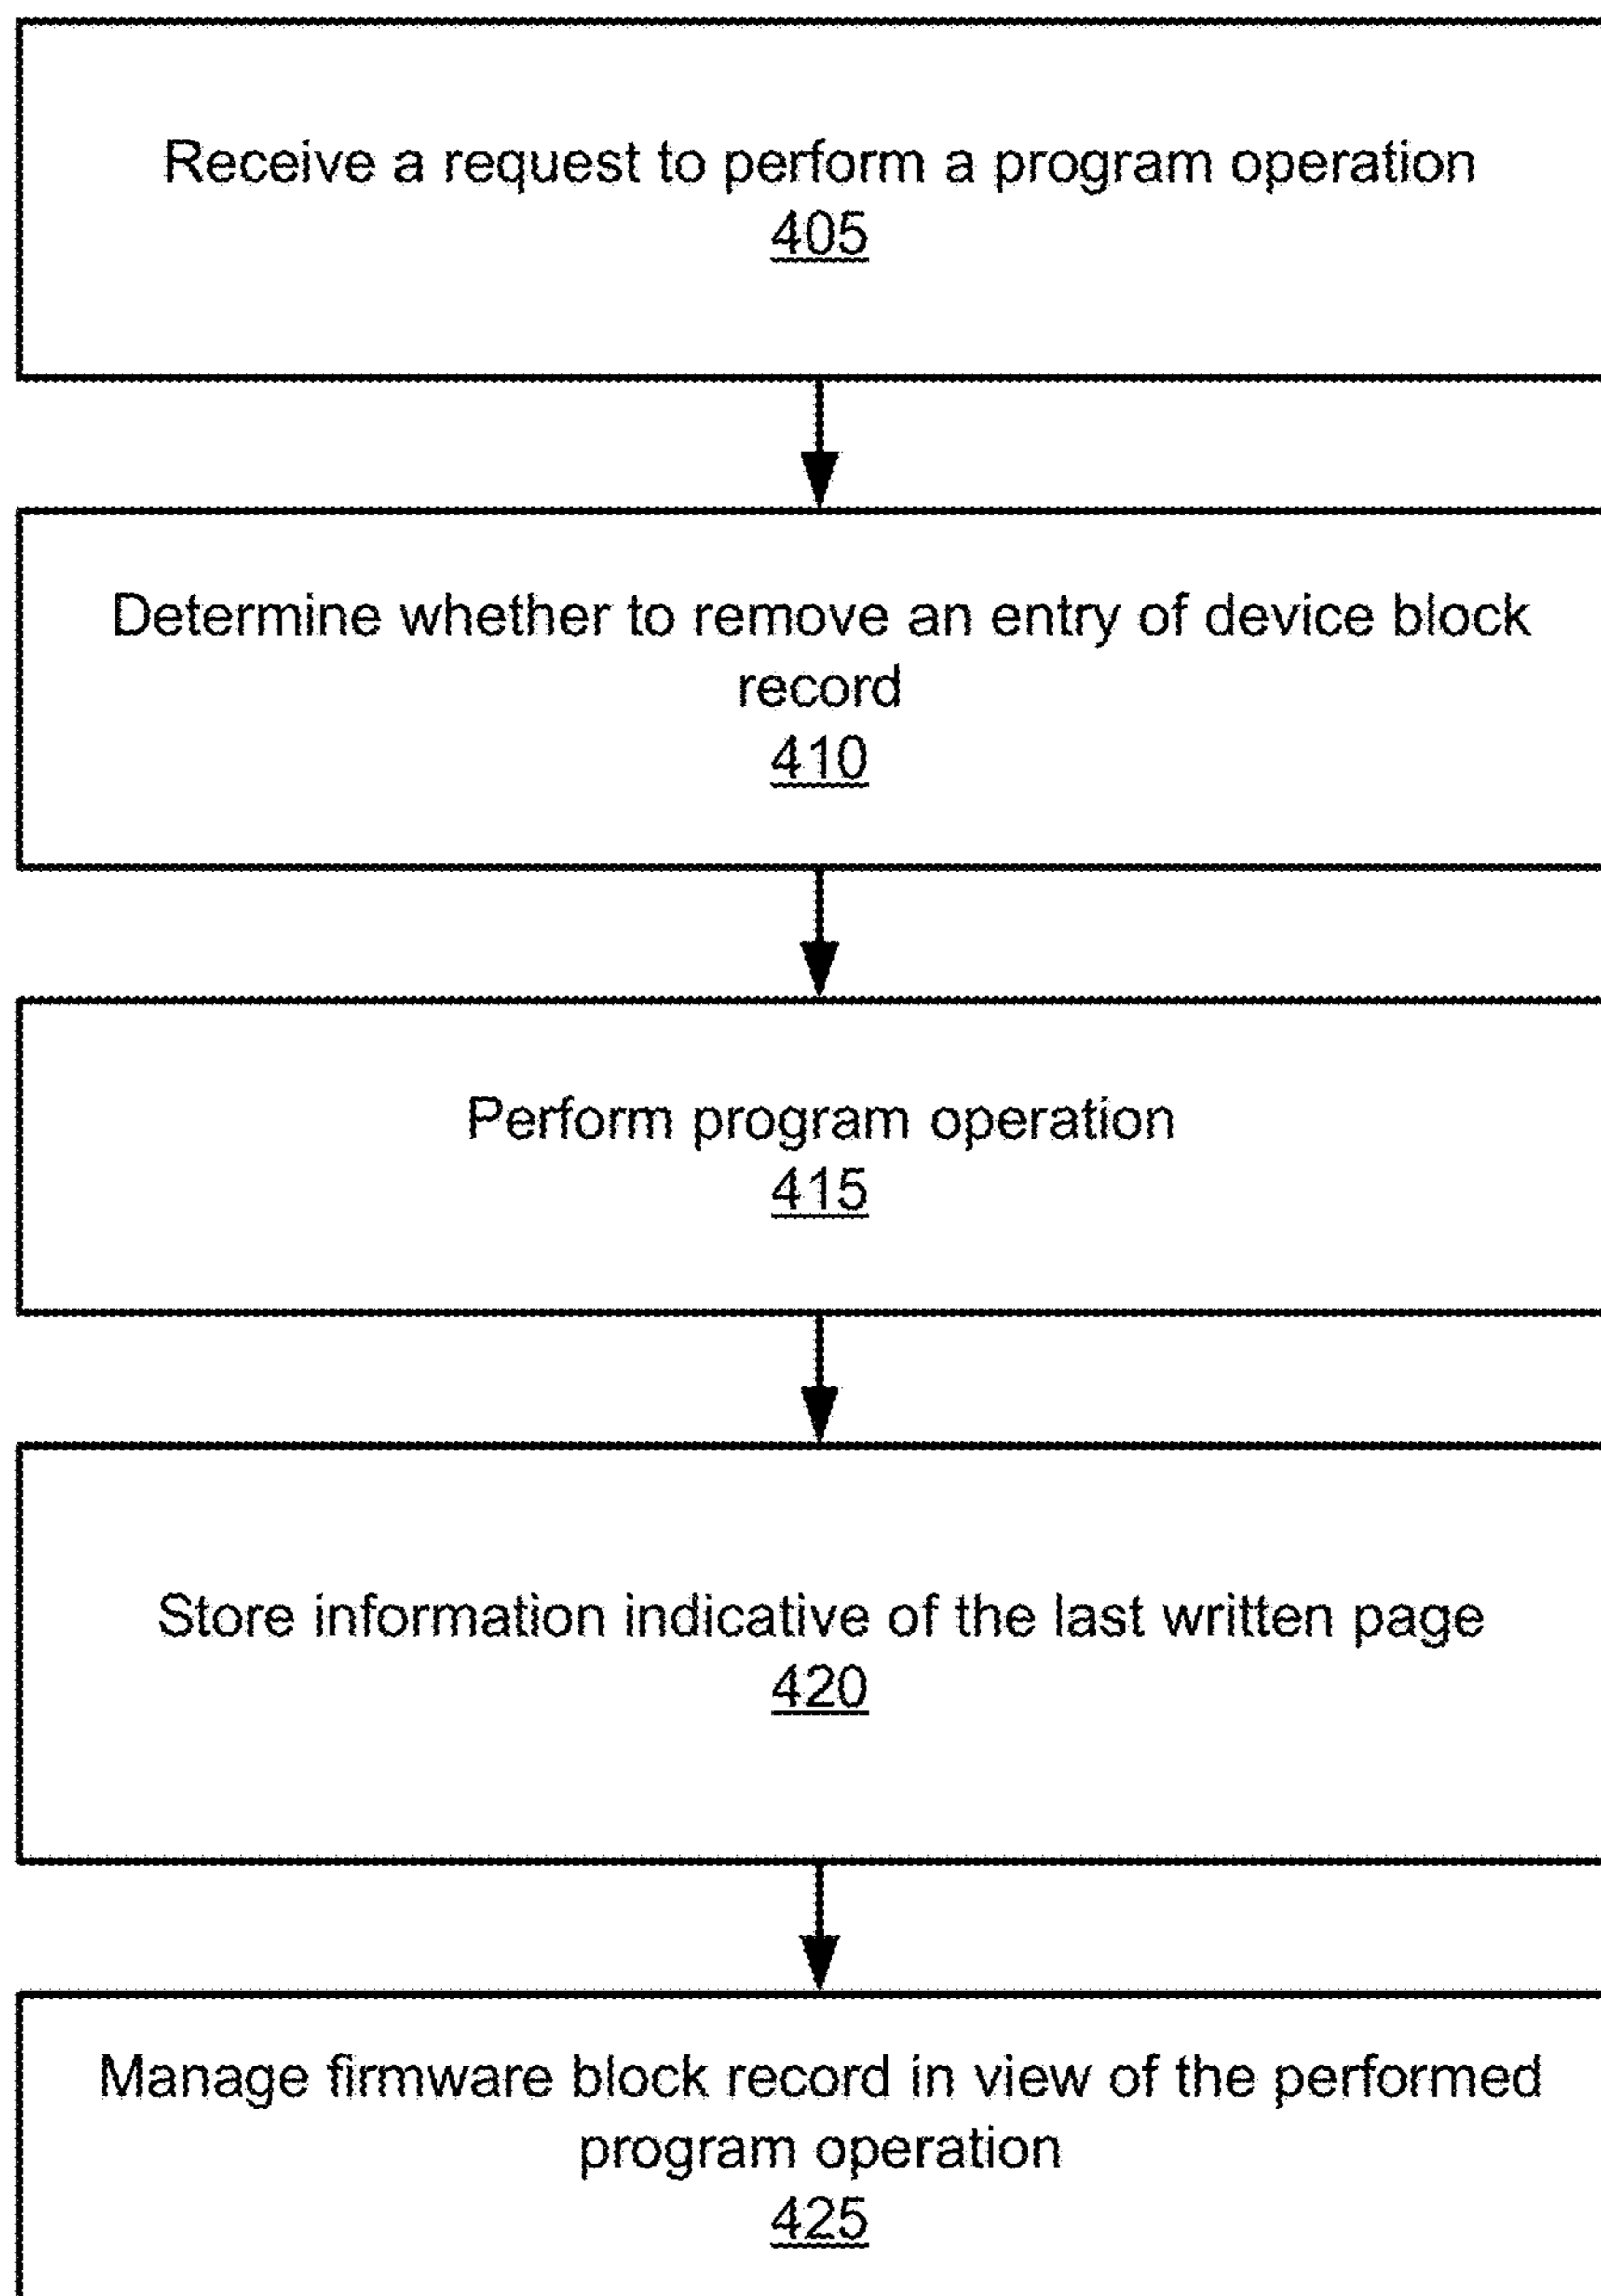 Receive a request to perform a program operation
405
Determine whether to remove an entry of device block
record
410
Perform program operation
415
Store information indicative of the last written page
420
Manage firmware block record in view of the performed
program operation
425